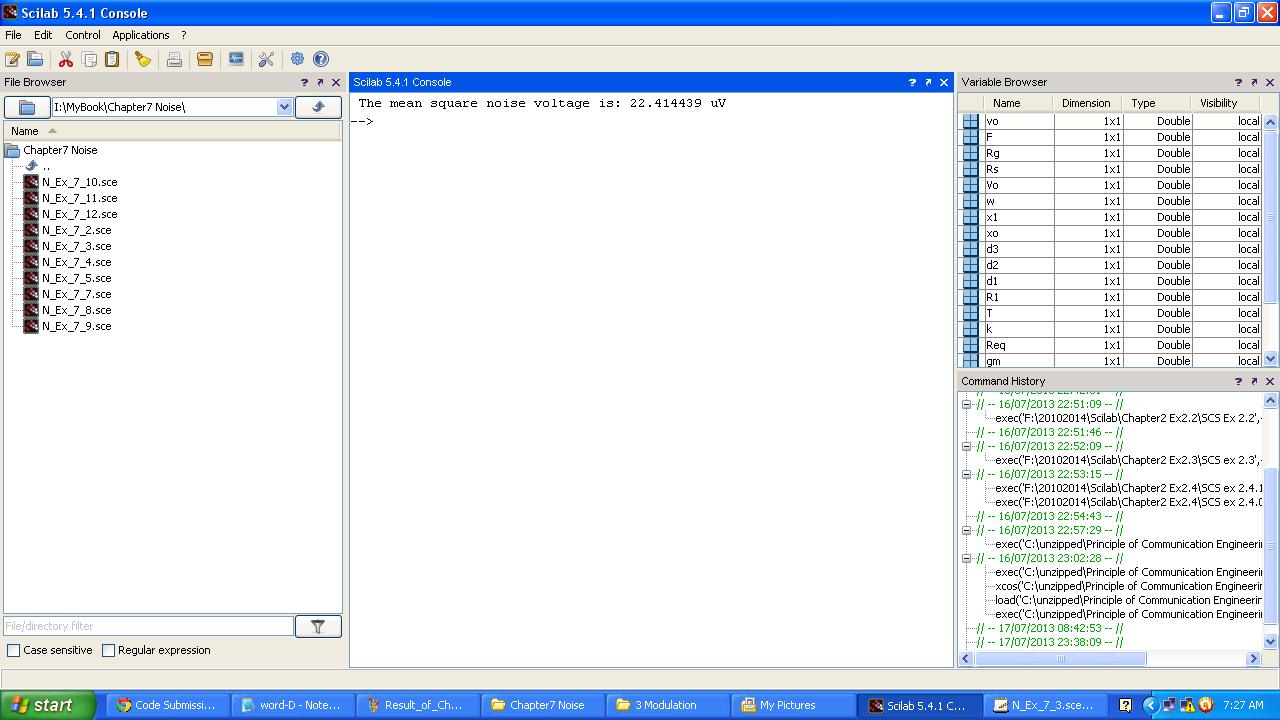 Scilab 5.4.1 Console
File Edit Control Applications ?
File Browser
I:\MyBook\Chapter7 Noise\
Name
Chapter7 Noise
..
N_Ex_7_10.sce
N_Ex_7_11.sce
N_Ex_7_12.sce
N_Ex_7_2.sce
N_Ex_7_3.sce
N_Ex_7_4.sce
N_Ex_7_5.sce
N_Ex_7_7.sce
N_Ex_7_8.sce
N_Ex_7_9.sce
File/directory filter
Case sensitive Regular expression
Scilab 5.4.1 Console
The mean square noise voltage is: 22.414439 uV
-->
Variable Browser
Name Dimension Type Visibility
vo 1x1 Double local
F 1x1 Double local
Rg 1x1 Double local
Rs 1x1 Double local
Vo 1x1 Double local
w 1x1 Double local
x1 1x1 Double local
xo 1x1 Double local
d3 1x1 Double local
d2 1x1 Double local
d1 1x1 Double local
R1 1x1 Double local
T 1x1 Double local
k 1x1 Double local
Req 1x1 Double local
gm 1x1 Double local
Command History
// -- 16/07/2013 22:51:09 -- //
exec('F:\20102014\Scilab\Chapter2 Ex2.2\SCS Ex 2.2',
// -- 16/07/2013 22:51:46 -- //
// -- 16/07/2013 22:52:09 -- //
exec('F:\20102014\Scilab\Chapter2 Ex2.3\SCS ex 2.3',
// -- 16/07/2013 22:53:15 -- //
exec('F:\20102014\Scilab\Chapter2 Ex2.4\SCS ex 2.4.1
exec('F:\20102014\Scilab\Chapter2 Ex2.4\SCS ex 2.4.
// -- 16/07/2013 22:54:43 -- //
// -- 16/07/2013 22:57:29 -- //
exec('C:\unzipped\Principle of Communication Engineeri
// -- 16/07/2013 23:02:28 -- //
exec('C:\unzipped\Principle of Communication Engineeri
xcos('C:\unzipped\Principle of Communication Engineeri
load('C:\unzipped\Principle of Communication Engineeri
exec('C:\unzipped\Principle of Communication Engineeri
// -- 17/07/2013 08:42:53 -- //
// -- 17/07/2013 23:38:09 -- //
start Code Submissi... word-D - Note... Result_of_Ch... Chapter7 Noise 3 Modulation My Pictures Scilab 5.4.1 C... N_Ex_7_3.sce... 7:27 AM